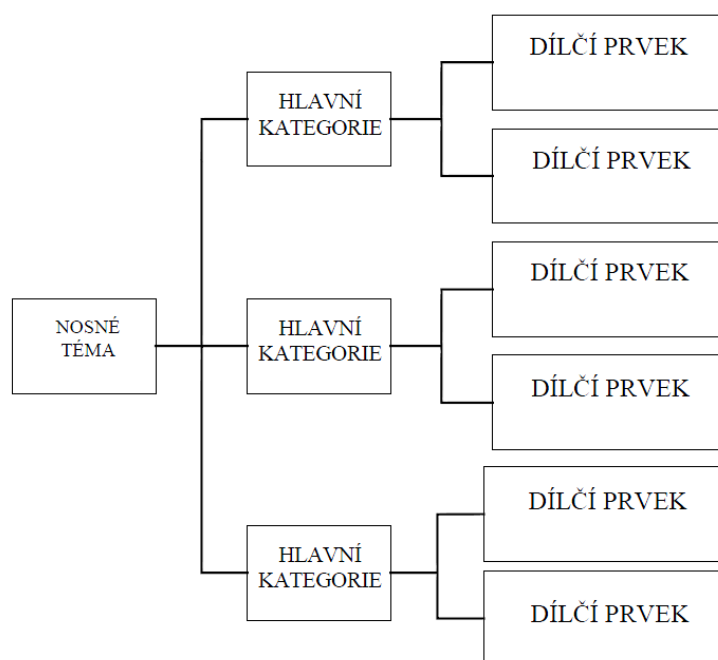 DÍLČÍ PRVEK
HLAVNÍ
KATEGORIE
DÍLČÍ PRVEK
NOSNÉ
TÉMA
HLAVNÍ
KATEGORIE
DÍLČÍ PRVEK
DÍLČÍ PRVEK
HLAVNÍ
KATEGORIE
DÍLČÍ PRVEK
DÍLČÍ PRVEK